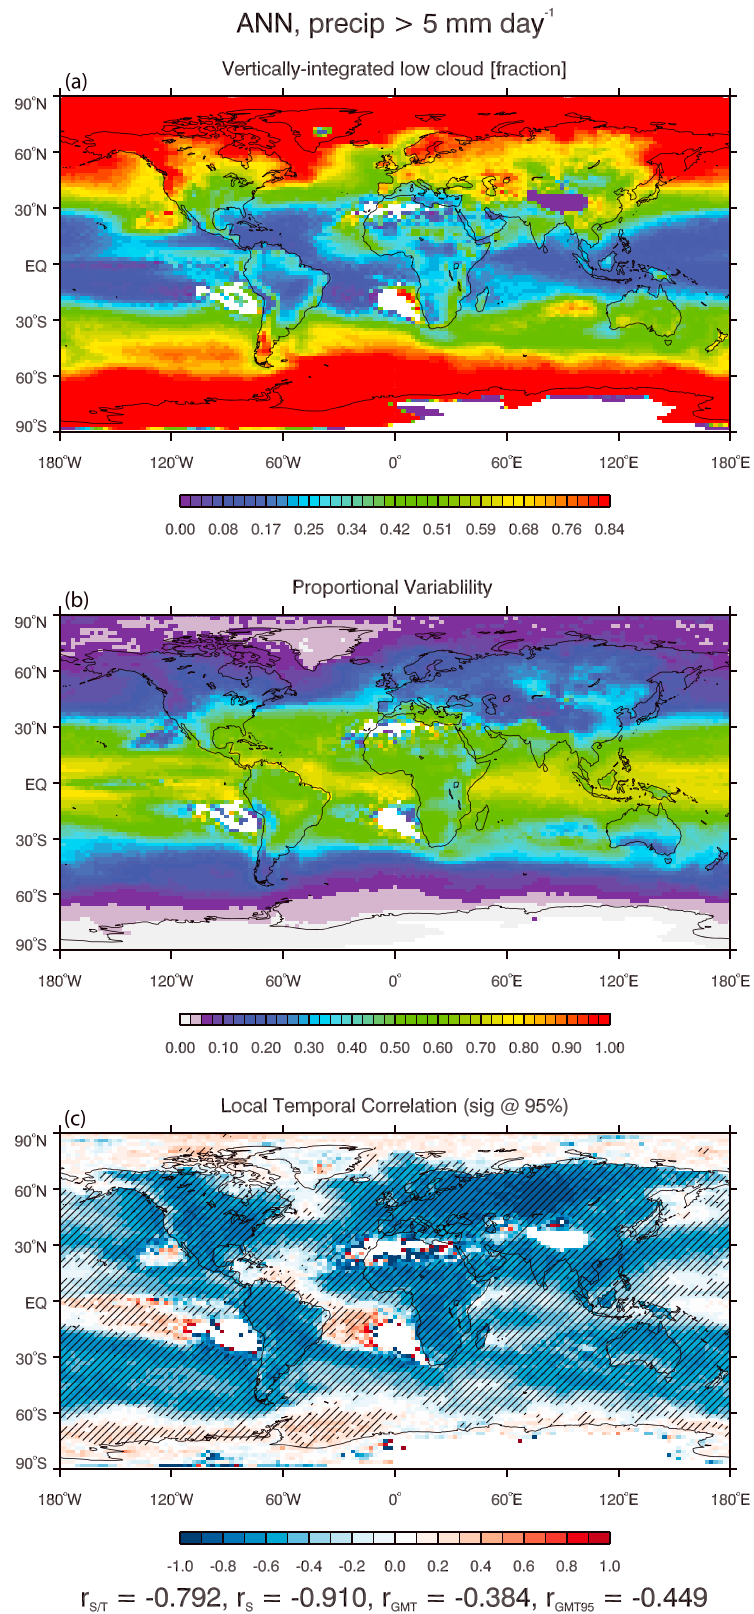 ANN, precip > 5 mm day⁻¹
Vertically-integrated low cloud [fraction]
(a)
90°N
60°N
30°N
EQ
30°S
60°S
90°S
180°W 120°W 60°W 0° 60°E 120°E 180°E
0.00 0.08 0.17 0.25 0.34 0.42 0.51 0.59 0.68 0.76 0.84
Proportional Variablility
(b)
90°N
60°N
30°N
EQ
30°S
60°S
90°S
180°W 120°W 60°W 0° 60°E 120°E 180°E
0.00 0.10 0.20 0.30 0.40 0.50 0.60 0.70 0.80 0.90 1.00
Local Temporal Correlation (sig @ 95%)
(c)
90°N
60°N
30°N
EQ
30°S
60°S
90°S
180°W 120°W 60°W 0° 60°E 120°E 180°E
-1.0 -0.8 -0.6 -0.4 -0.2 0.0 0.2 0.4 0.6 0.8 1.0
r_S/T = -0.792, r_S = -0.910, r_GMT = -0.384, r_GMT95 = -0.449